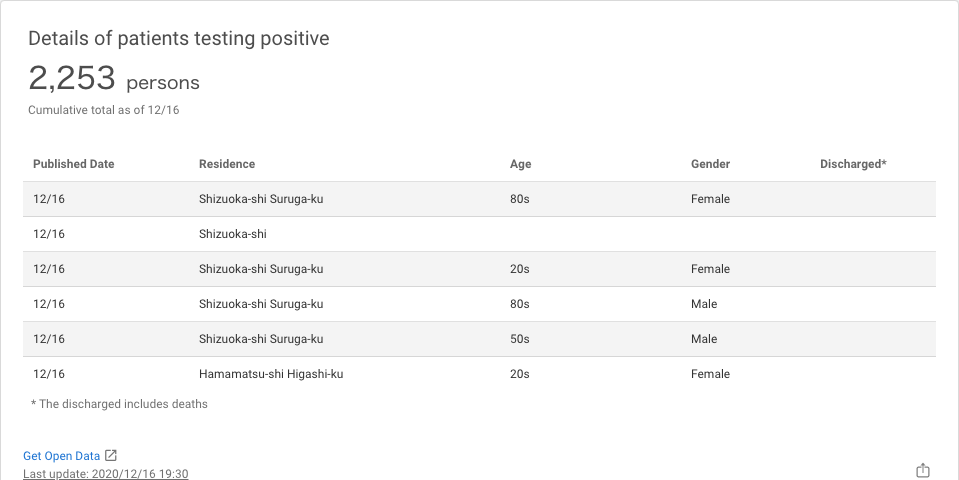 Details of patients testing positive
2,253 persons
Cumulative total as of 12/16
Published Date Residence Age Gender Discharged*
12/16 Shizuoka-shi Suruga-ku 80s Female
12/16 Shizuoka-shi
12/16 Shizuoka-shi Suruga-ku 20s Female
12/16 Shizuoka-shi Suruga-ku 80s Male
12/16 Shizuoka-shi Suruga-ku 50s Male
12/16 Hamamatsu-shi Higashi-ku 20s Female
* The discharged includes deaths
Get Open Data
Last update: 2020/12/16 19:30